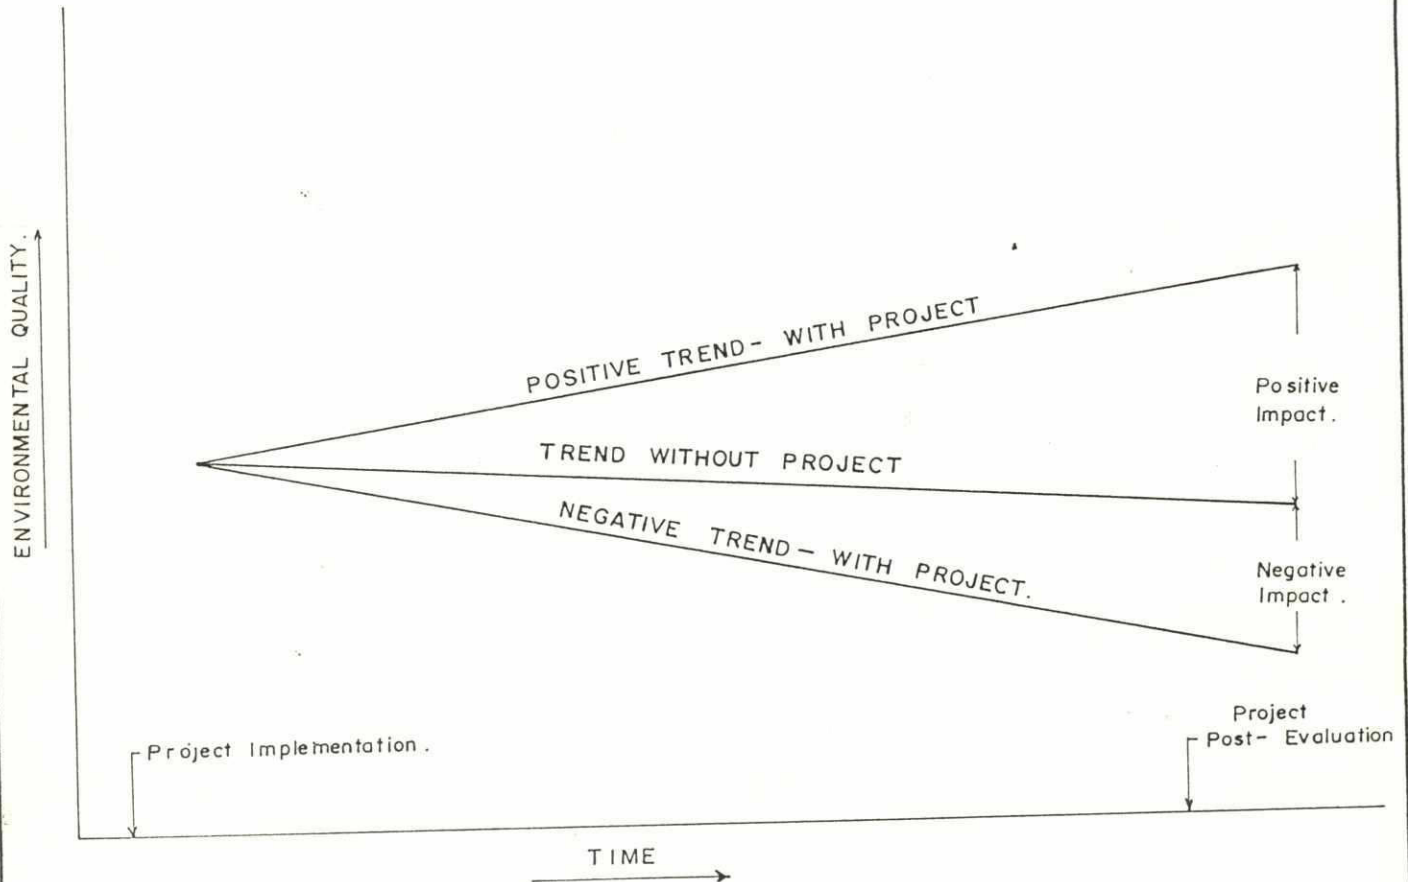 ENVIRONMENTAL QUALITY.
POSITIVE TREND- WITH PROJECT
TREND WITHOUT PROJECT
NEGATIVE TREND- WITH PROJECT.
Positive
Impact.
Negative
Impact.
Project Implementation.
Project
Post- Evaluation
TIME